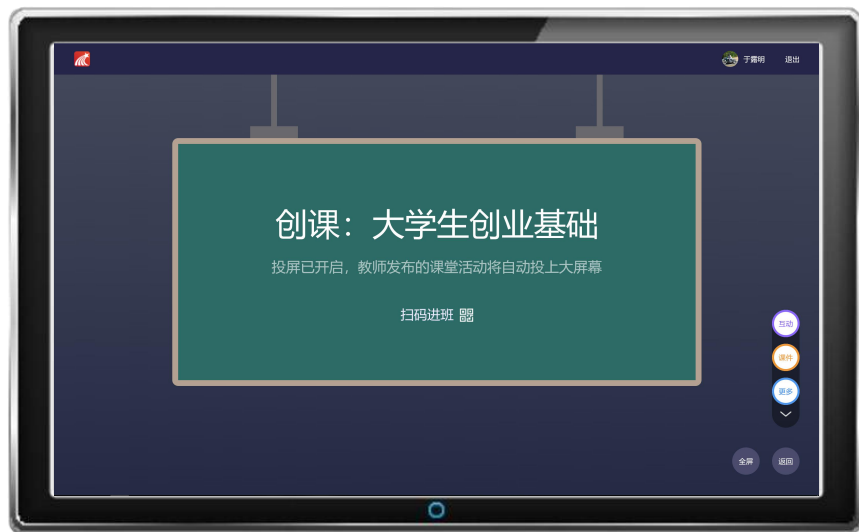 于露明 退出
创课：大学生创业基础
投屏已开启，教师发布的课堂活动将自动投上大屏幕
扫码进班
互动
课件
更多
全屏 返回